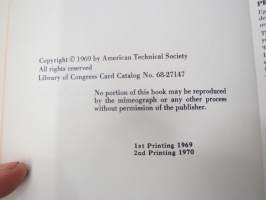 Copyright © 1969 by American Technical Society
All rights reserved
Library of Congress Card Catalog No. 68-27147
No portion of this book may be reproduced
by the mimeograph or any other process
without permission of the publisher.
1st Printing 1969
2nd Printing 1970